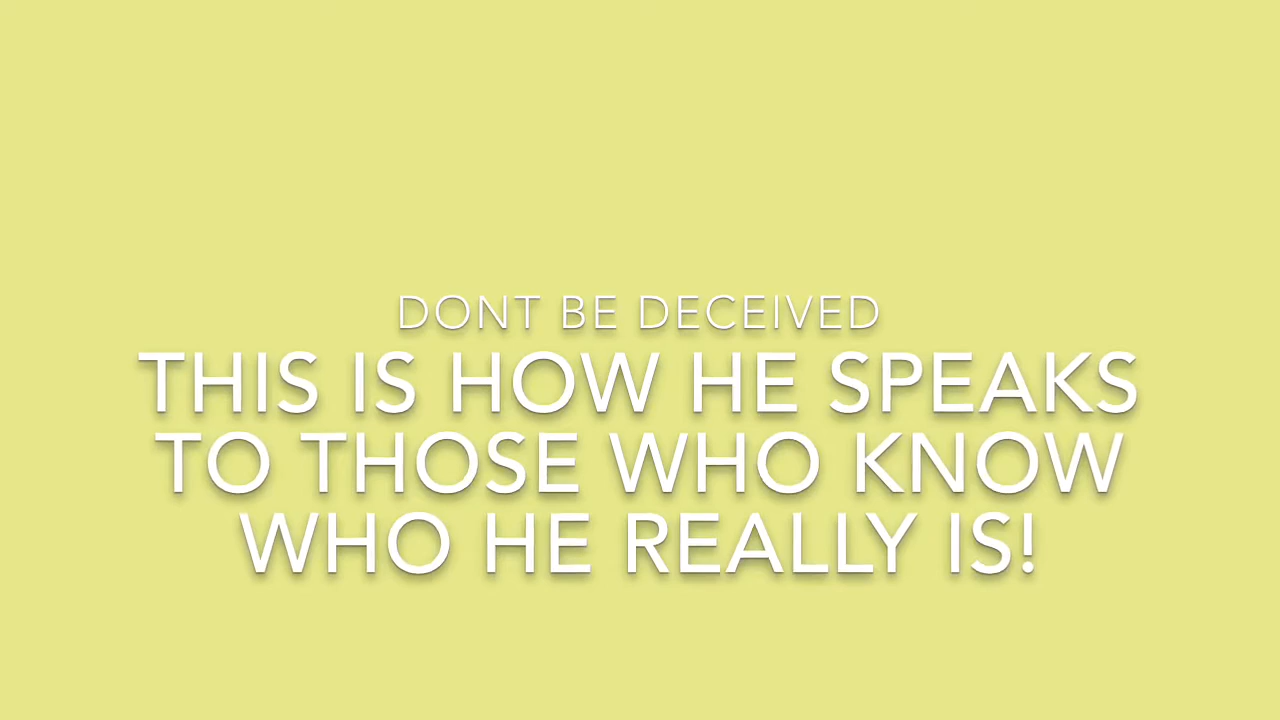 DONT BE DECEIVED
THIS IS HOW HE SPEAKS
TO THOSE WHO KNOW
WHO HE REALLY IS!